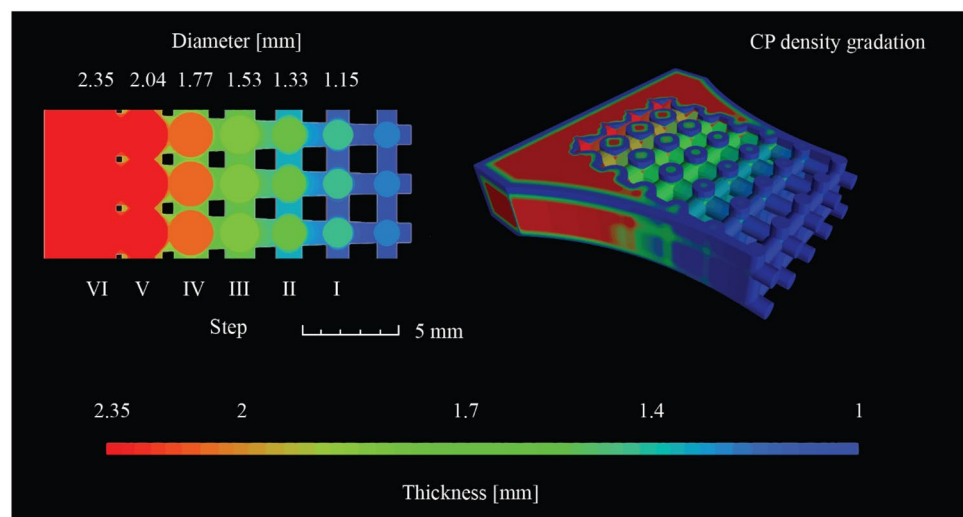 Diameter [mm]
CP density gradation
2.35 2.04 1.77 1.53 1.33 1.15
VI V IV III II I
Step
5 mm
2.35 2 1.7 1.4 1
Thickness [mm]